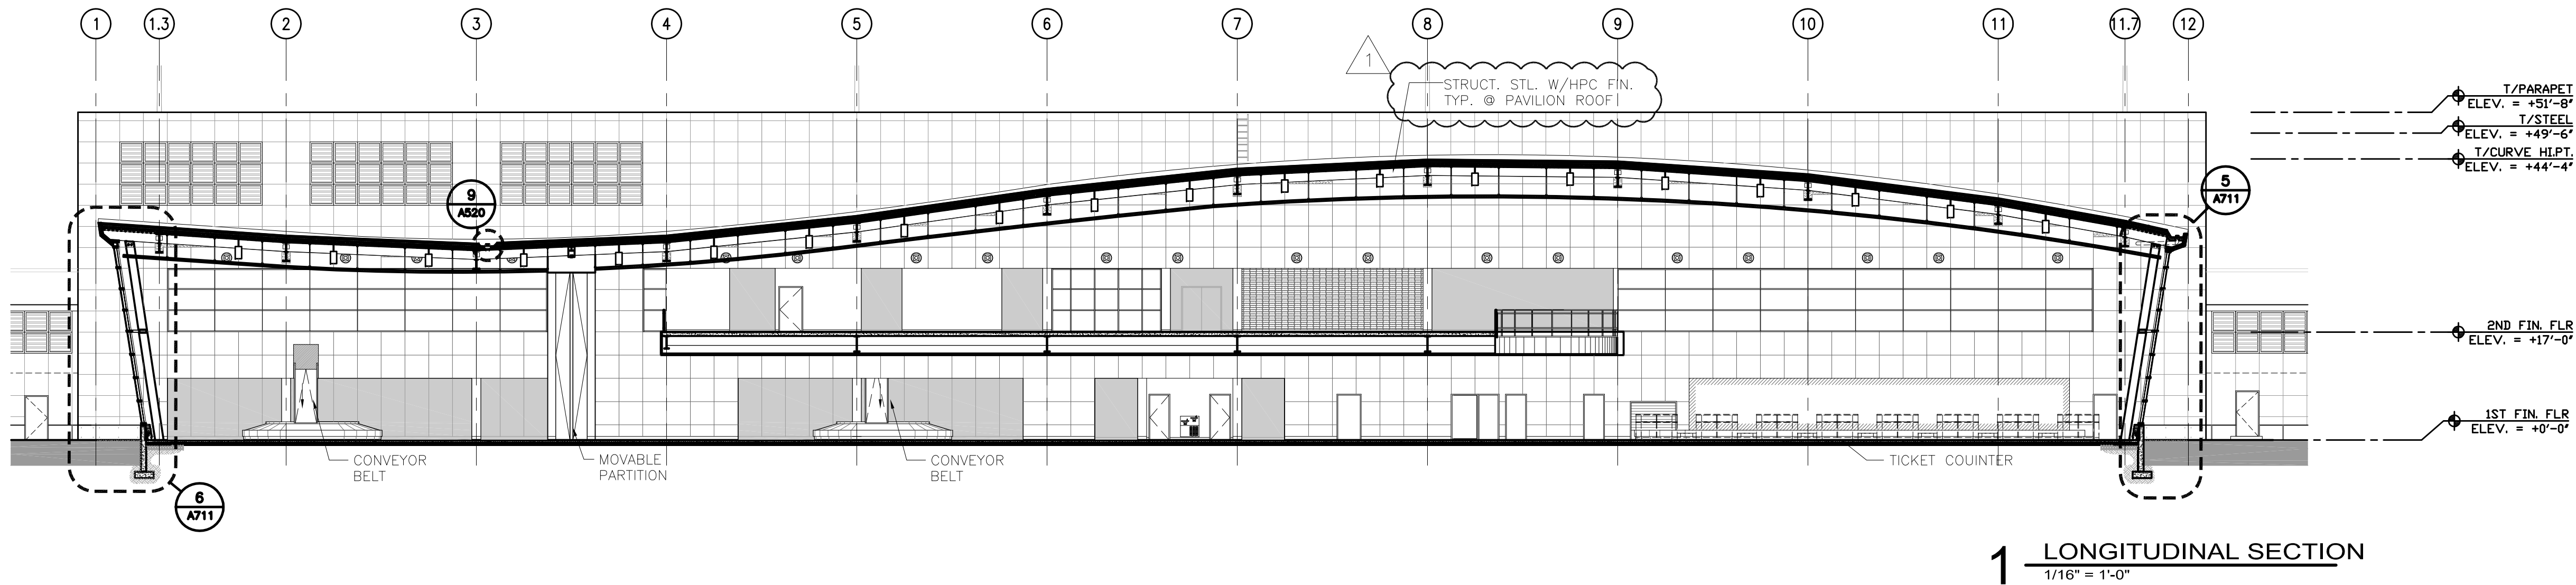 1 1.3 2 3 4 5 6 7 8 9 10 11 11.7 12
1
STRUCT. STL. W/HPC FIN.
TYP. @ PAVILION ROOF
T/PARAPET
ELEV. = +51'-8"
T/STEEL
ELEV. = +49'-6"
T/CURVE HI.PT.
ELEV. = +44'-4"
9
A520
5
A711
2ND FIN. FLR
ELEV. = +17'-0"
1ST FIN. FLR
ELEV. = +0'-0"
CONVEYOR
BELT
MOVABLE
PARTITION
CONVEYOR
BELT
TICKET COUINTER
6
A711
1 LONGITUDINAL SECTION
1/16" = 1'-0"